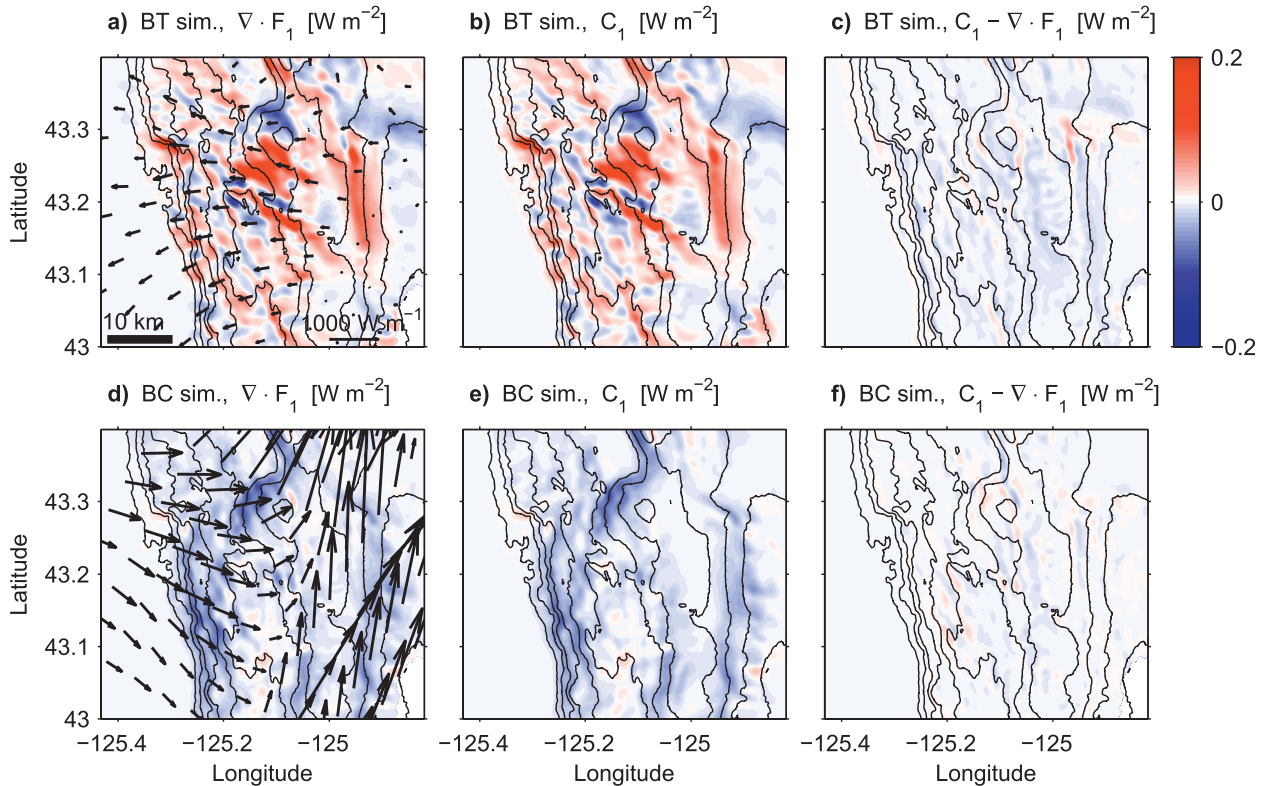 a) BT sim., ∇ · F₁ [W m⁻²]
b) BT sim., C₁ [W m⁻²]
c) BT sim., C₁ − ∇ · F₁ [W m⁻²]
0.2
0
−0.2
Latitude
43.3
43.2
43.1
43
10 km
1000 W m⁻¹
d) BC sim., ∇ · F₁ [W m⁻²]
e) BC sim., C₁ [W m⁻²]
f) BC sim., C₁ − ∇ · F₁ [W m⁻²]
Latitude
43.3
43.2
43.1
43
−125.4 −125.2 −125
−125.4 −125.2 −125
−125.4 −125.2 −125
Longitude
Longitude
Longitude